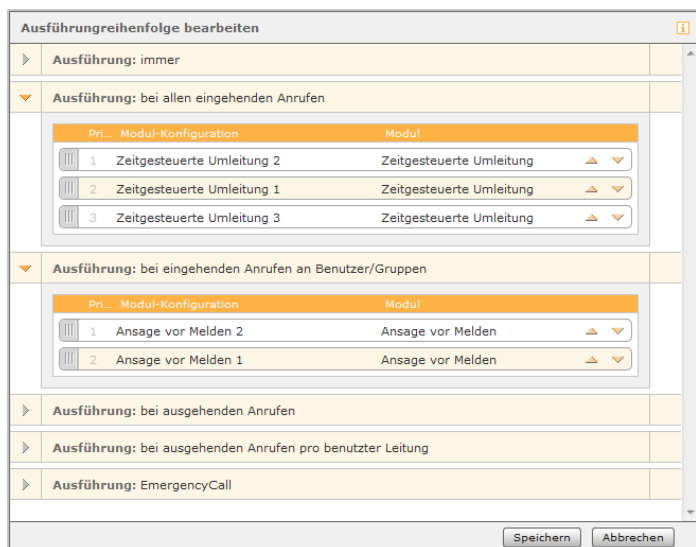 Ausführungreihenfolge bearbeiten
Ausführung: immer
Ausführung: bei allen eingehenden Anrufen
Pri... Modul-Konfiguration Modul
1 Zeitgesteuerte Umleitung 2 Zeitgesteuerte Umleitung
2 Zeitgesteuerte Umleitung 1 Zeitgesteuerte Umleitung
3 Zeitgesteuerte Umleitung 3 Zeitgesteuerte Umleitung
Ausführung: bei eingehenden Anrufen an Benutzer/Gruppen
Pri... Modul-Konfiguration Modul
1 Ansage vor Melden 2 Ansage vor Melden
2 Ansage vor Melden 1 Ansage vor Melden
Ausführung: bei ausgehenden Anrufen
Ausführung: bei ausgehenden Anrufen pro benutzter Leitung
Ausführung: EmergencyCall
Speichern Abbrechen